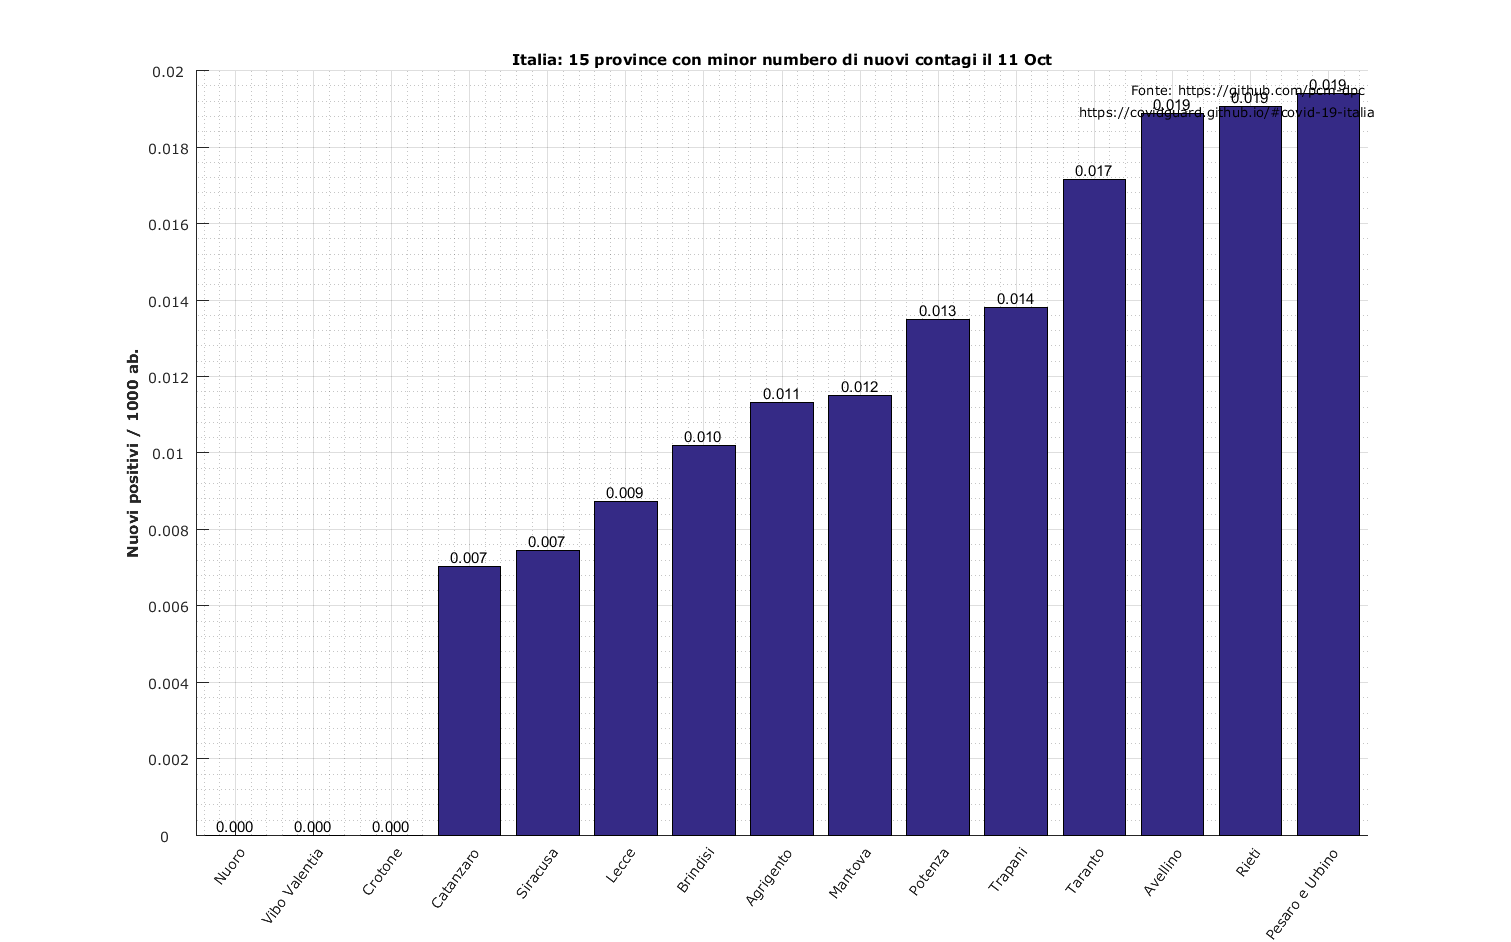 Italia: 15 province con minor numbero di nuovi contagi il 11 Oct
Fonte: https://github.com/pcm-dpc
https://covidguard.github.io/#covid-19-italia
Nuovi positivi / 1000 ab.
0.02
0.018
0.016
0.014
0.012
0.01
0.008
0.006
0.004
0.002
0
0.000
0.000
0.000
0.007
0.007
0.009
0.010
0.011
0.012
0.013
0.014
0.017
0.019
0.019
0.019
Nuoro
Vibo Valentia
Crotone
Catanzaro
Siracusa
Lecce
Brindisi
Agrigento
Mantova
Potenza
Trapani
Taranto
Avellino
Rieti
Pesaro e Urbino